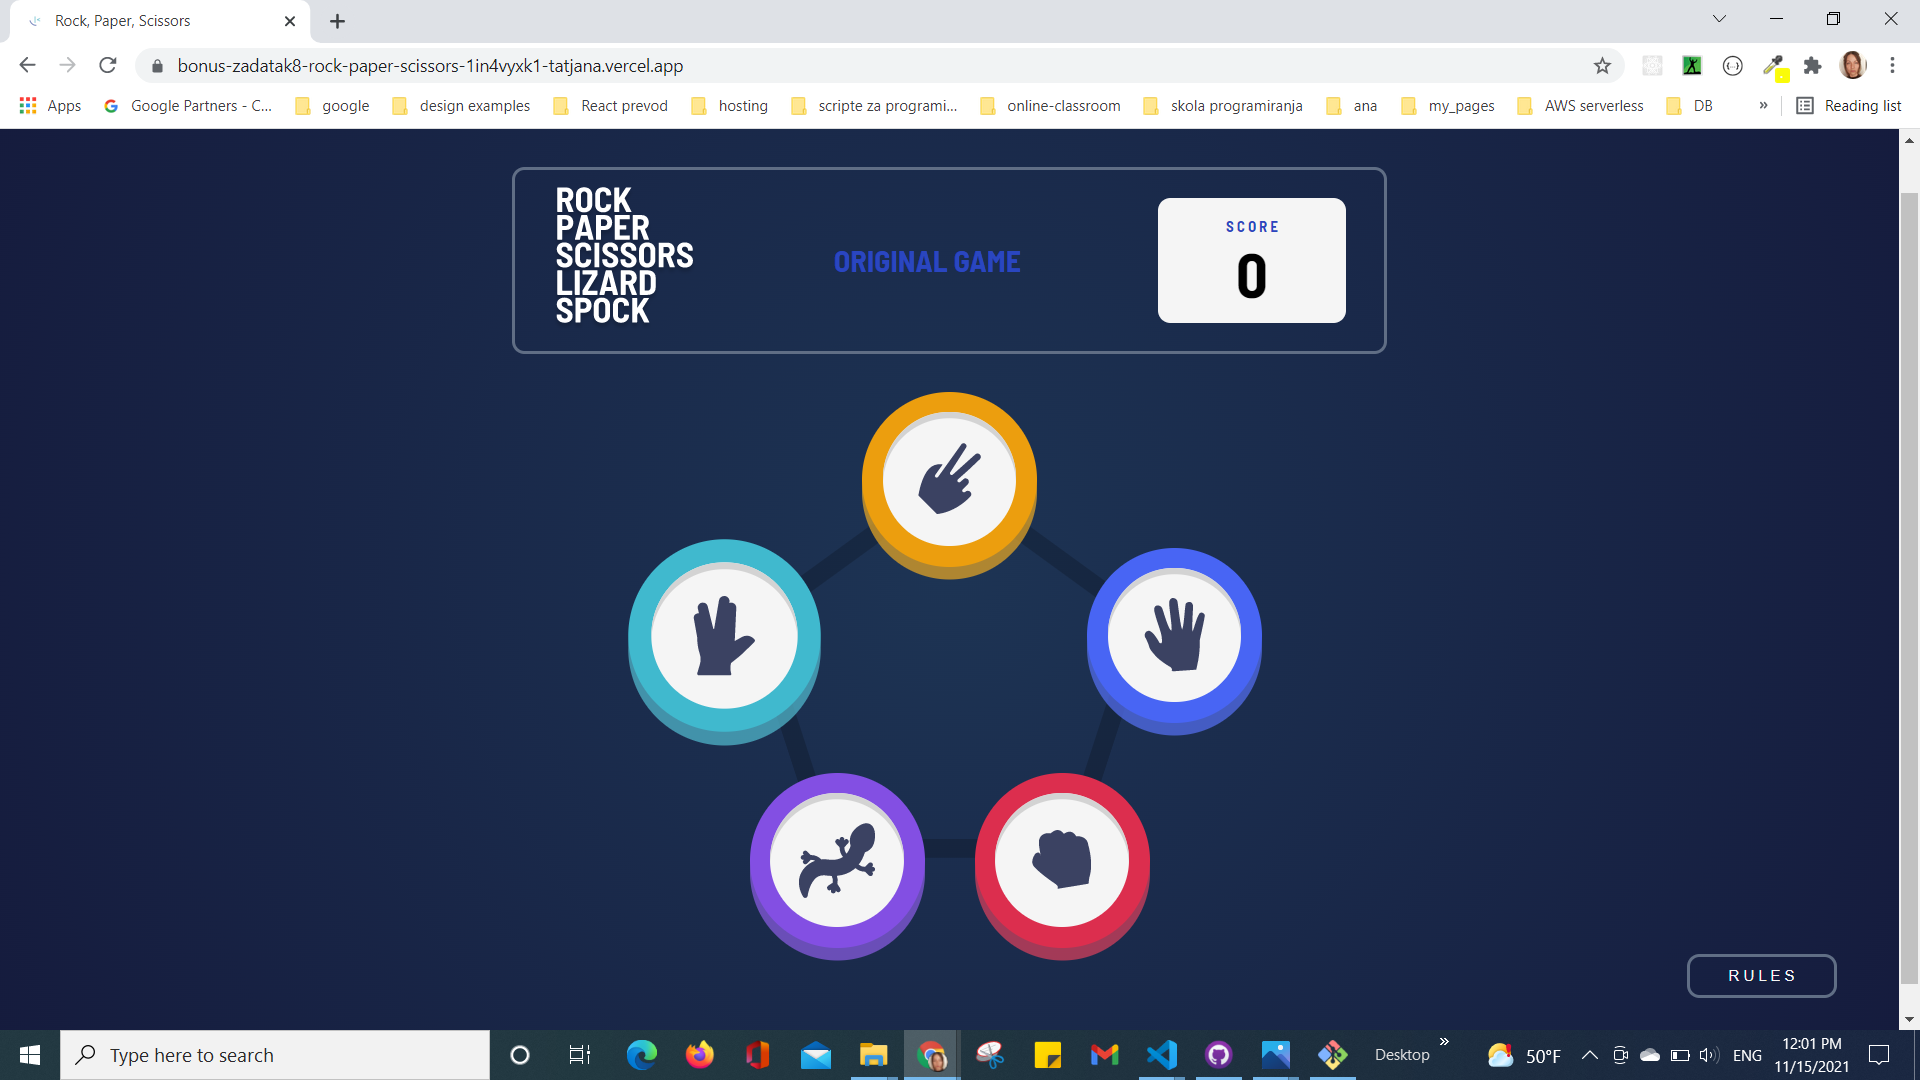 Rock, Paper, Scissors
bonus-zadatak8-rock-paper-scissors-1in4vyxk1-tatjana.vercel.app
Apps
Google Partners - C...
google
design examples
React prevod
hosting
scripte za programi...
online-classroom
skola programiranja
ana
my_pages
AWS serverless
DB
»
Reading list
ROCK
PAPER
SCISSORS
LIZARD
SPOCK
ORIGINAL GAME
SCORE
0
RULES
Type here to search
Desktop
»
50°F
ENG
12:01 PM
11/15/2021